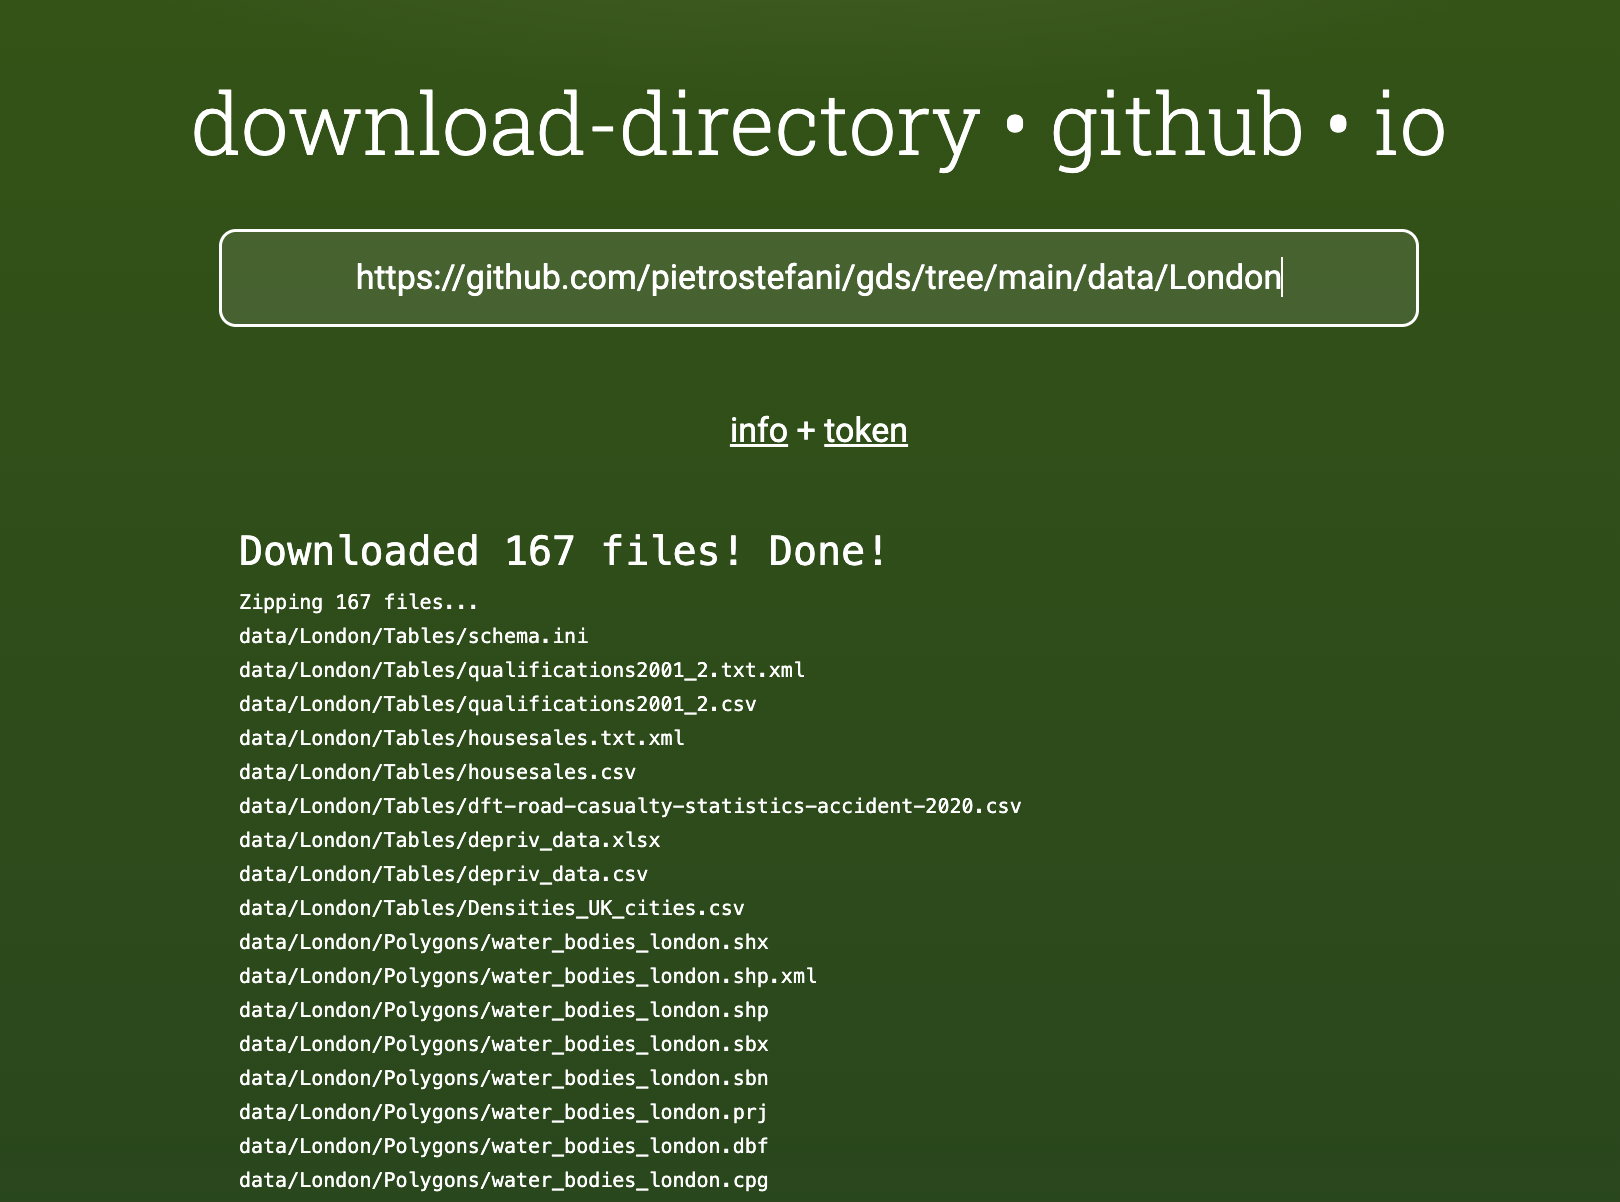 download-directory • github • io
https://github.com/pietrostefani/gds/tree/main/data/London
info + token
Downloaded 167 files! Done!
Zipping 167 files...
data/London/Tables/schema.ini
data/London/Tables/qualifications2001_2.txt.xml
data/London/Tables/qualifications2001_2.csv
data/London/Tables/housesales.txt.xml
data/London/Tables/housesales.csv
data/London/Tables/dft-road-casualty-statistics-accident-2020.csv
data/London/Tables/depriv_data.xlsx
data/London/Tables/depriv_data.csv
data/London/Tables/Densities_UK_cities.csv
data/London/Polygons/water_bodies_london.shx
data/London/Polygons/water_bodies_london.shp.xml
data/London/Polygons/water_bodies_london.shp
data/London/Polygons/water_bodies_london.sbx
data/London/Polygons/water_bodies_london.sbn
data/London/Polygons/water_bodies_london.prj
data/London/Polygons/water_bodies_london.dbf
data/London/Polygons/water_bodies_london.cpg